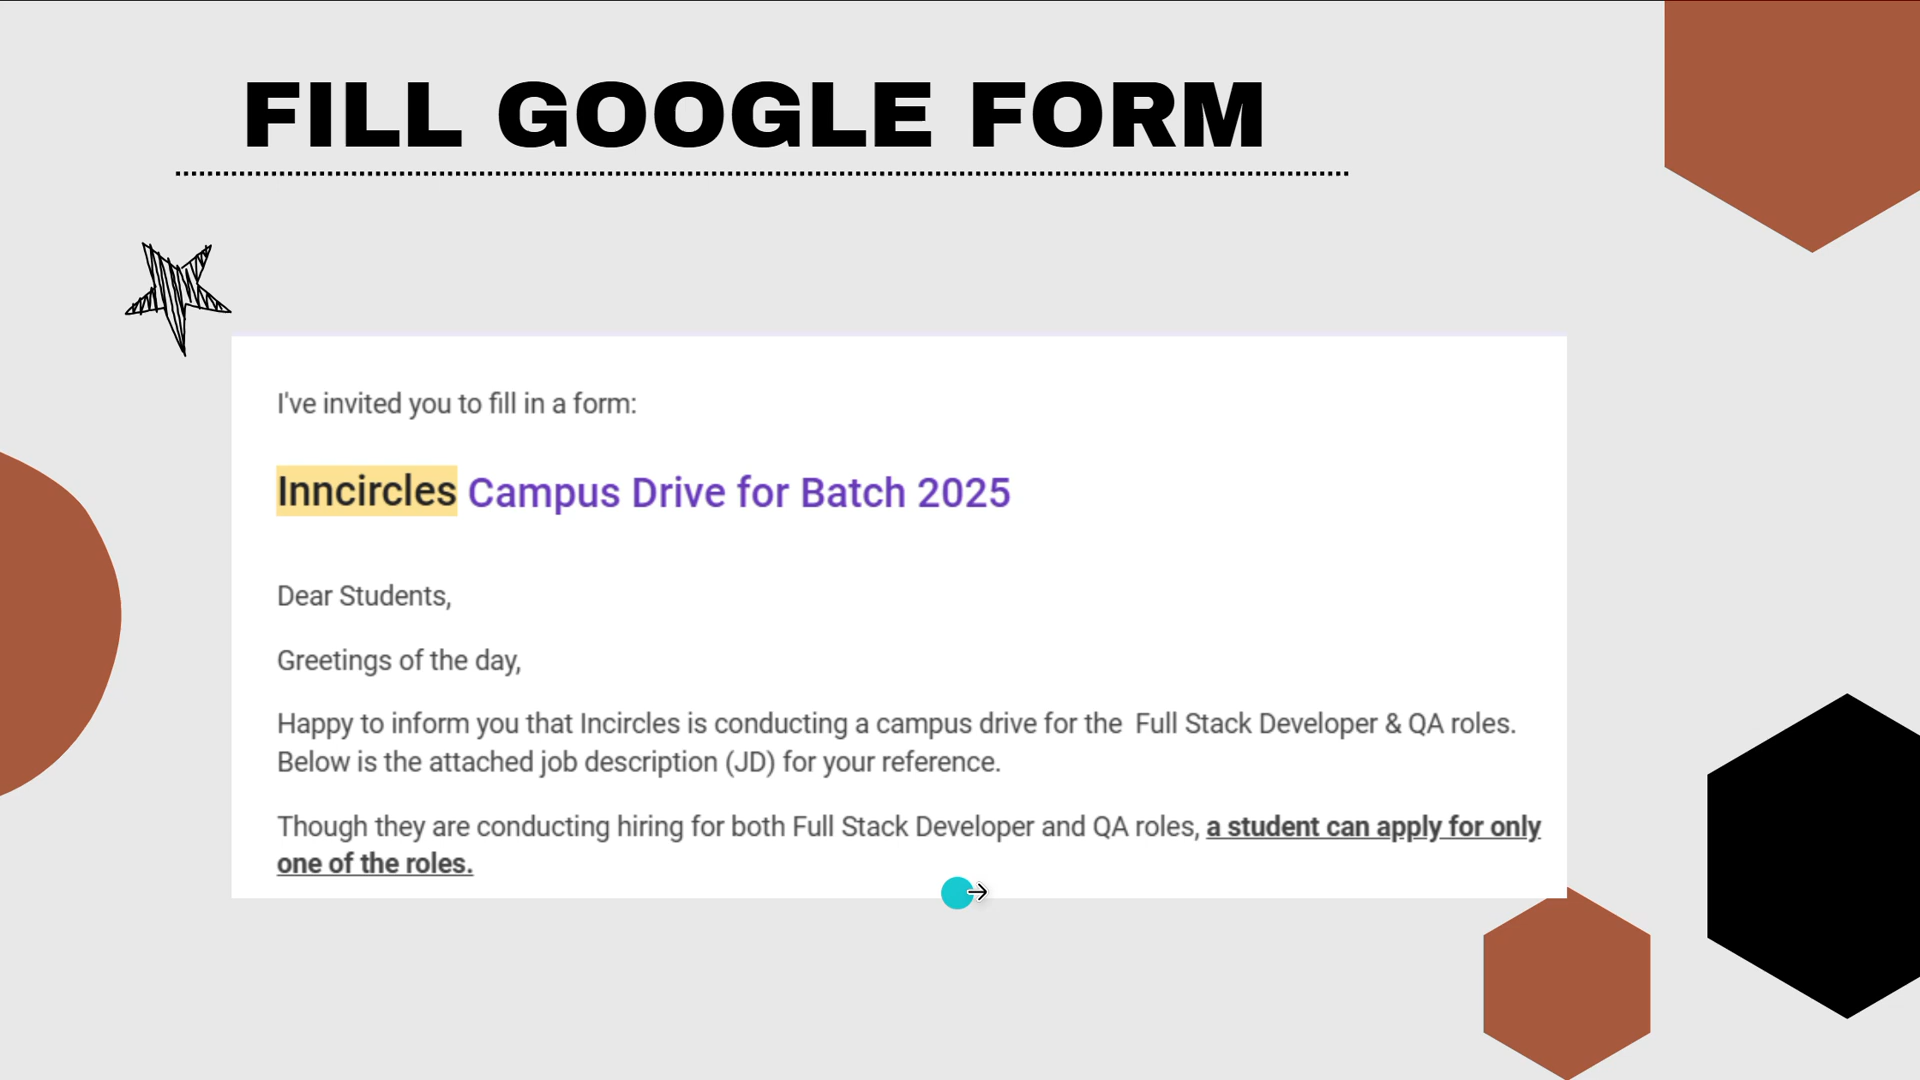 FILL GOOGLE FORM
I've invited you to fill in a form:
Inncircles Campus Drive for Batch 2025
Dear Students,
Greetings of the day,
Happy to inform you that Incircles is conducting a campus drive for the  Full Stack Developer & QA roles.
Below is the attached job description (JD) for your reference.
Though they are conducting hiring for both Full Stack Developer and QA roles, a student can apply for only
one of the roles.